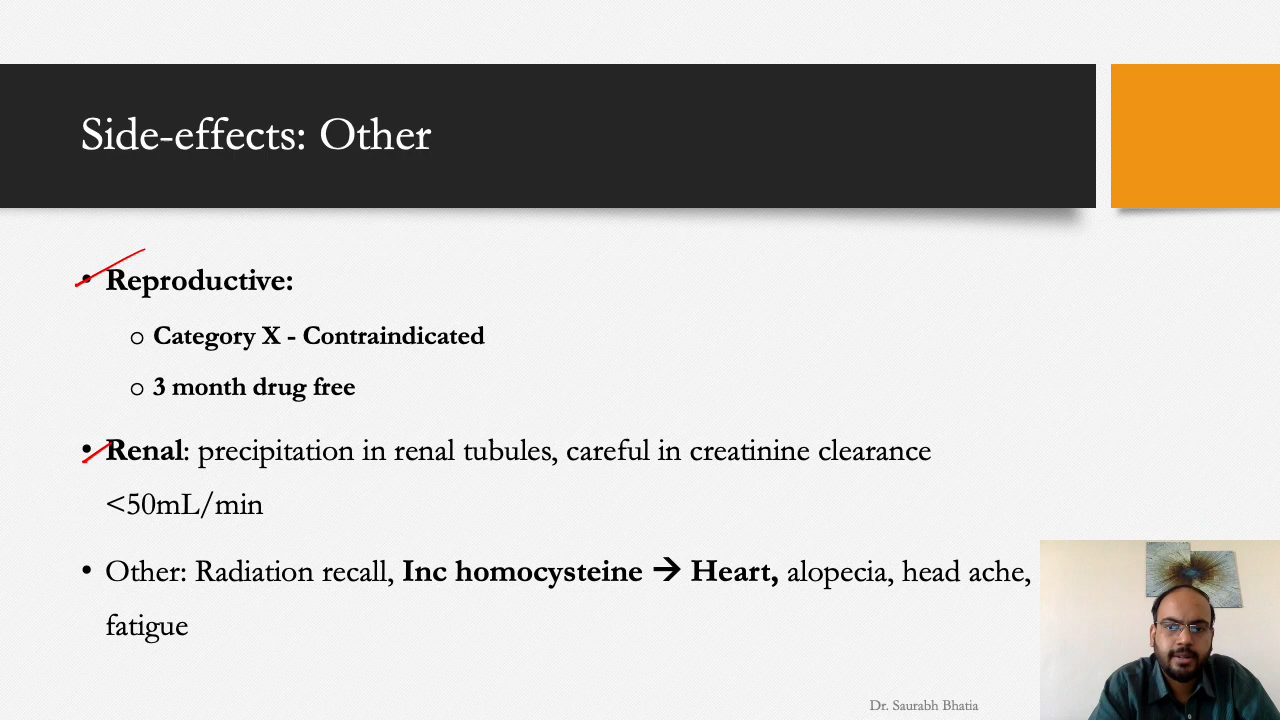 Side-effects: Other
• Reproductive:
o Category X - Contraindicated
o 3 month drug free
• Renal: precipitation in renal tubules, careful in creatinine clearance
<50mL/min
• Other: Radiation recall, Inc homocysteine → Heart, alopecia, head ache,
fatigue
Dr. Saurabh Bhatia